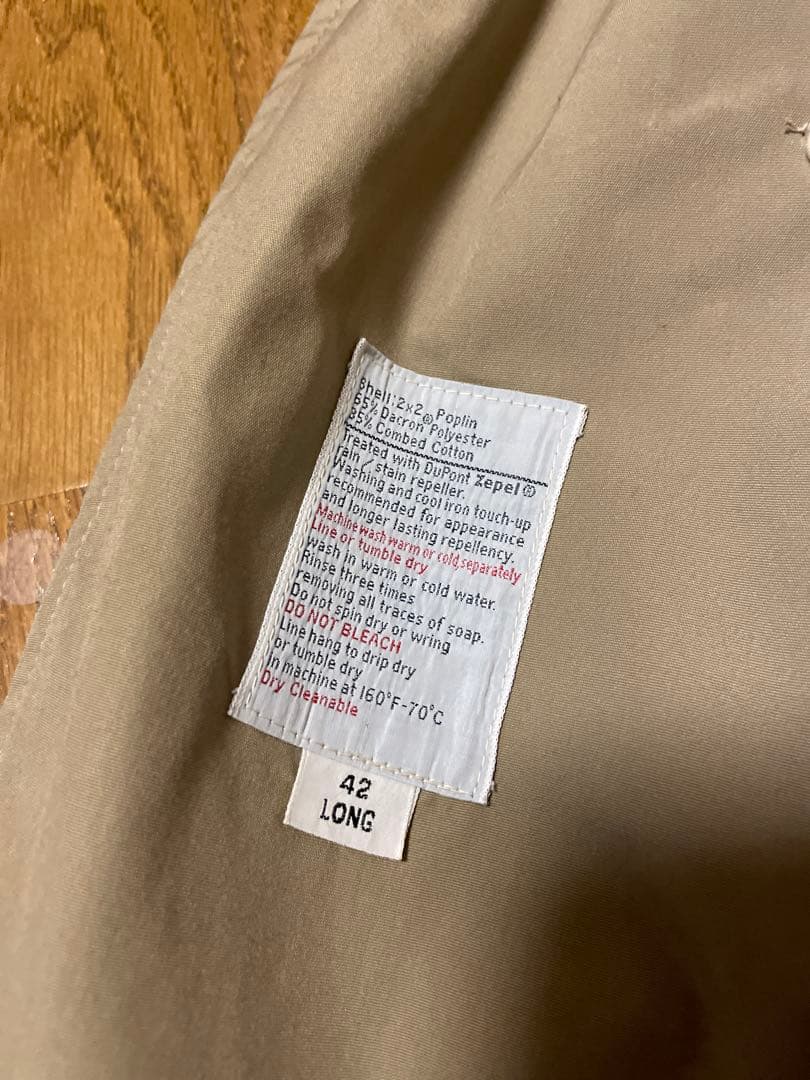 Shell: 2x2® Poplin
65% Dacron Polyester
35% Combed Cotton
Treated with DuPont Zepel®
rain/stain repeller.
Washing and cool iron touch-up
recommended for appearance
and longer lasting repellency.
Machine wash warm or cold, separately
Line or tumble dry
Wash in warm or cold water.
Rinse three times
removing all traces of soap.
Do not spin dry or wring
DO NOT BLEACH
Line hang to drip dry
or tumble dry
In machine at 160°F-70°C
Dry Cleanable
42
LONG